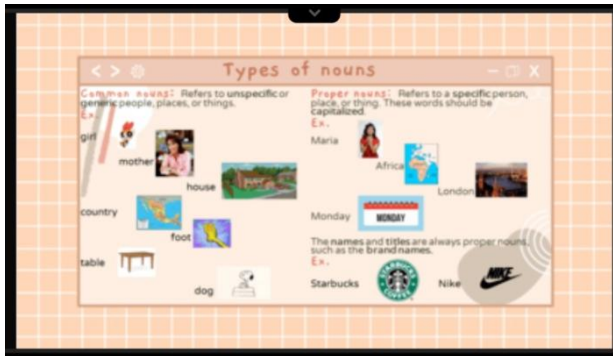 Types of nouns
Common nouns: Refers to unspecific or
generic people, places, or things.
Ex.
girl
mother
house
country
foot
table
dog
Proper nouns: Refers to a specific person,
place, or thing. These words should be
capitalized.
Ex.
Maria
Africa
London
Monday
MONDAY
The names and titles are always proper nouns,
such as the brand names.
Ex.
Starbucks
STARBUCKS
COFFEE
Nike
NIKE